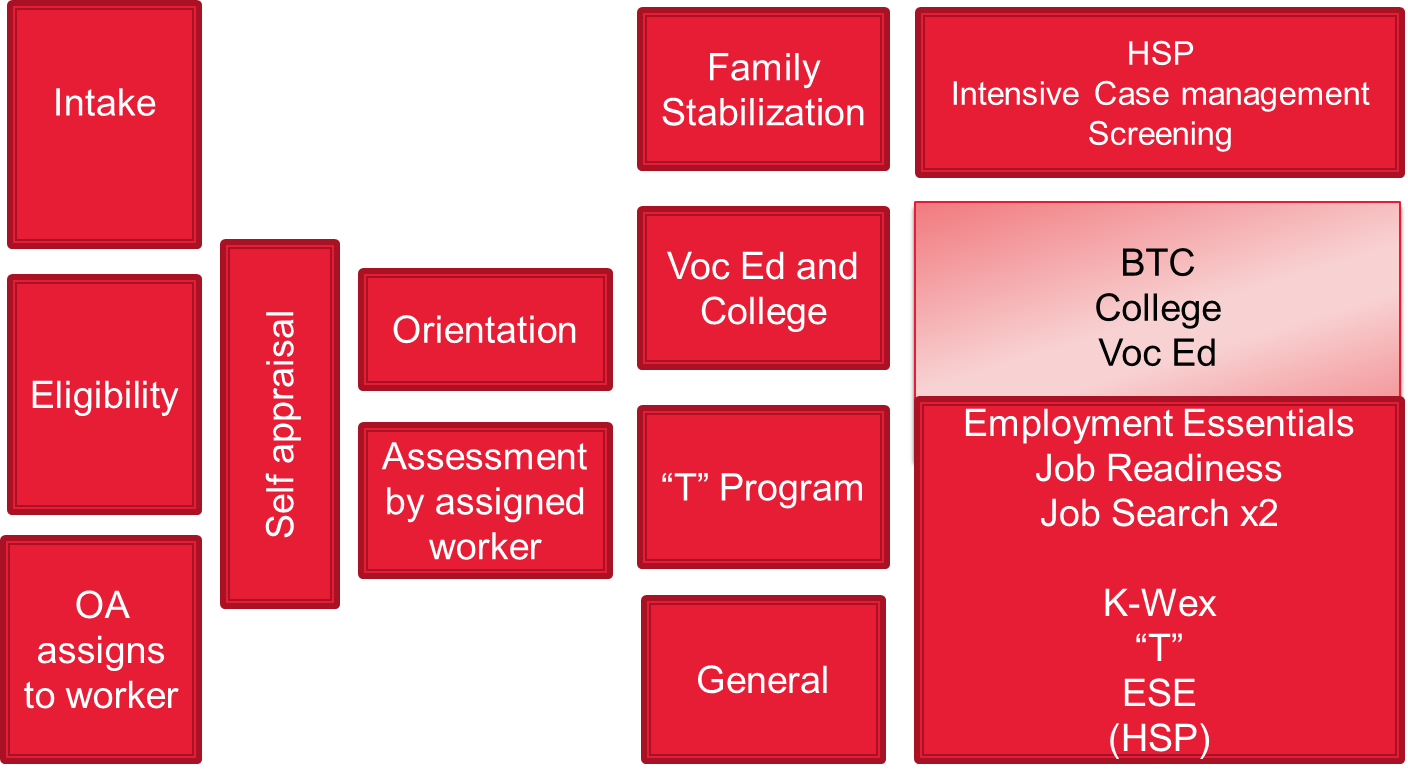 Intake
Eligibility
OA
assigns
to worker
Self appraisal
Orientation
Assessment
by assigned
worker
Family
Stabilization
Voc Ed and
College
“T” Program
General
HSP
Intensive Case management
Screening
BTC
College
Voc Ed
Employment Essentials
Job Readiness
Job Search x2
K-Wex
“T”
ESE
(HSP)